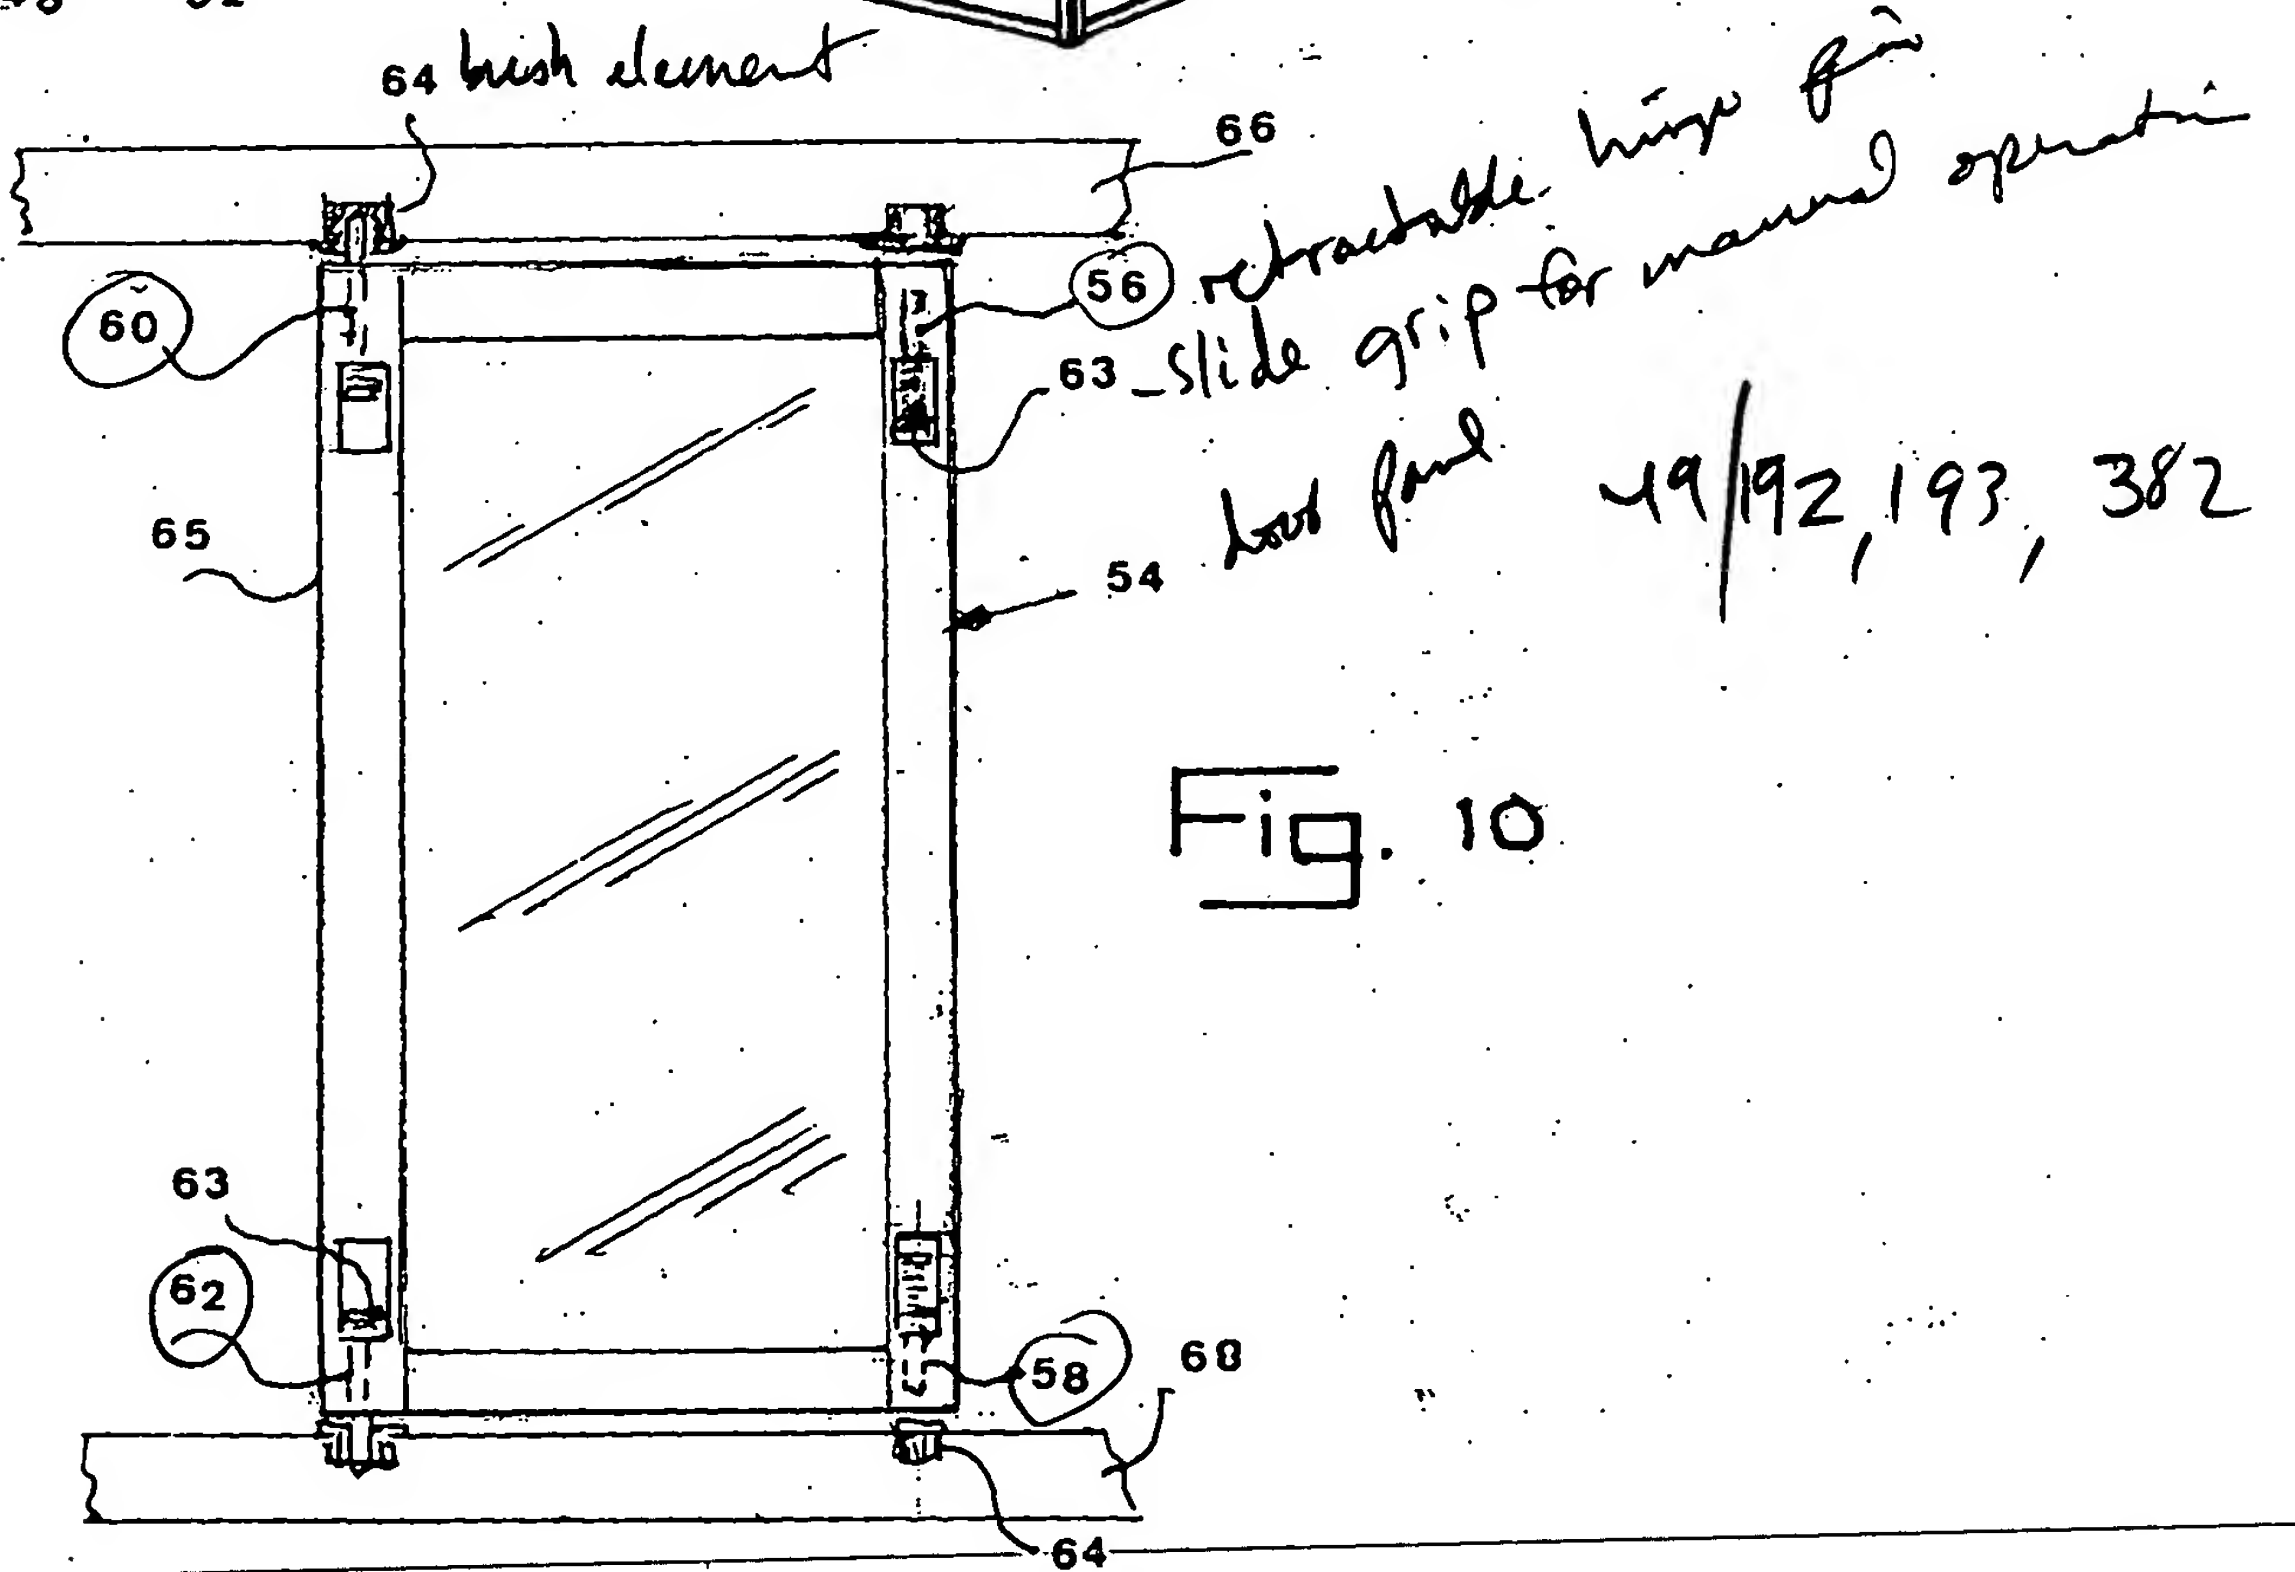 64 bush element
66
56 retractable hinge pin
60
63 - slide grip for manual operation
49/192, 193, 382
door panel
65
54
Fig. 10
63
62
58
68
64